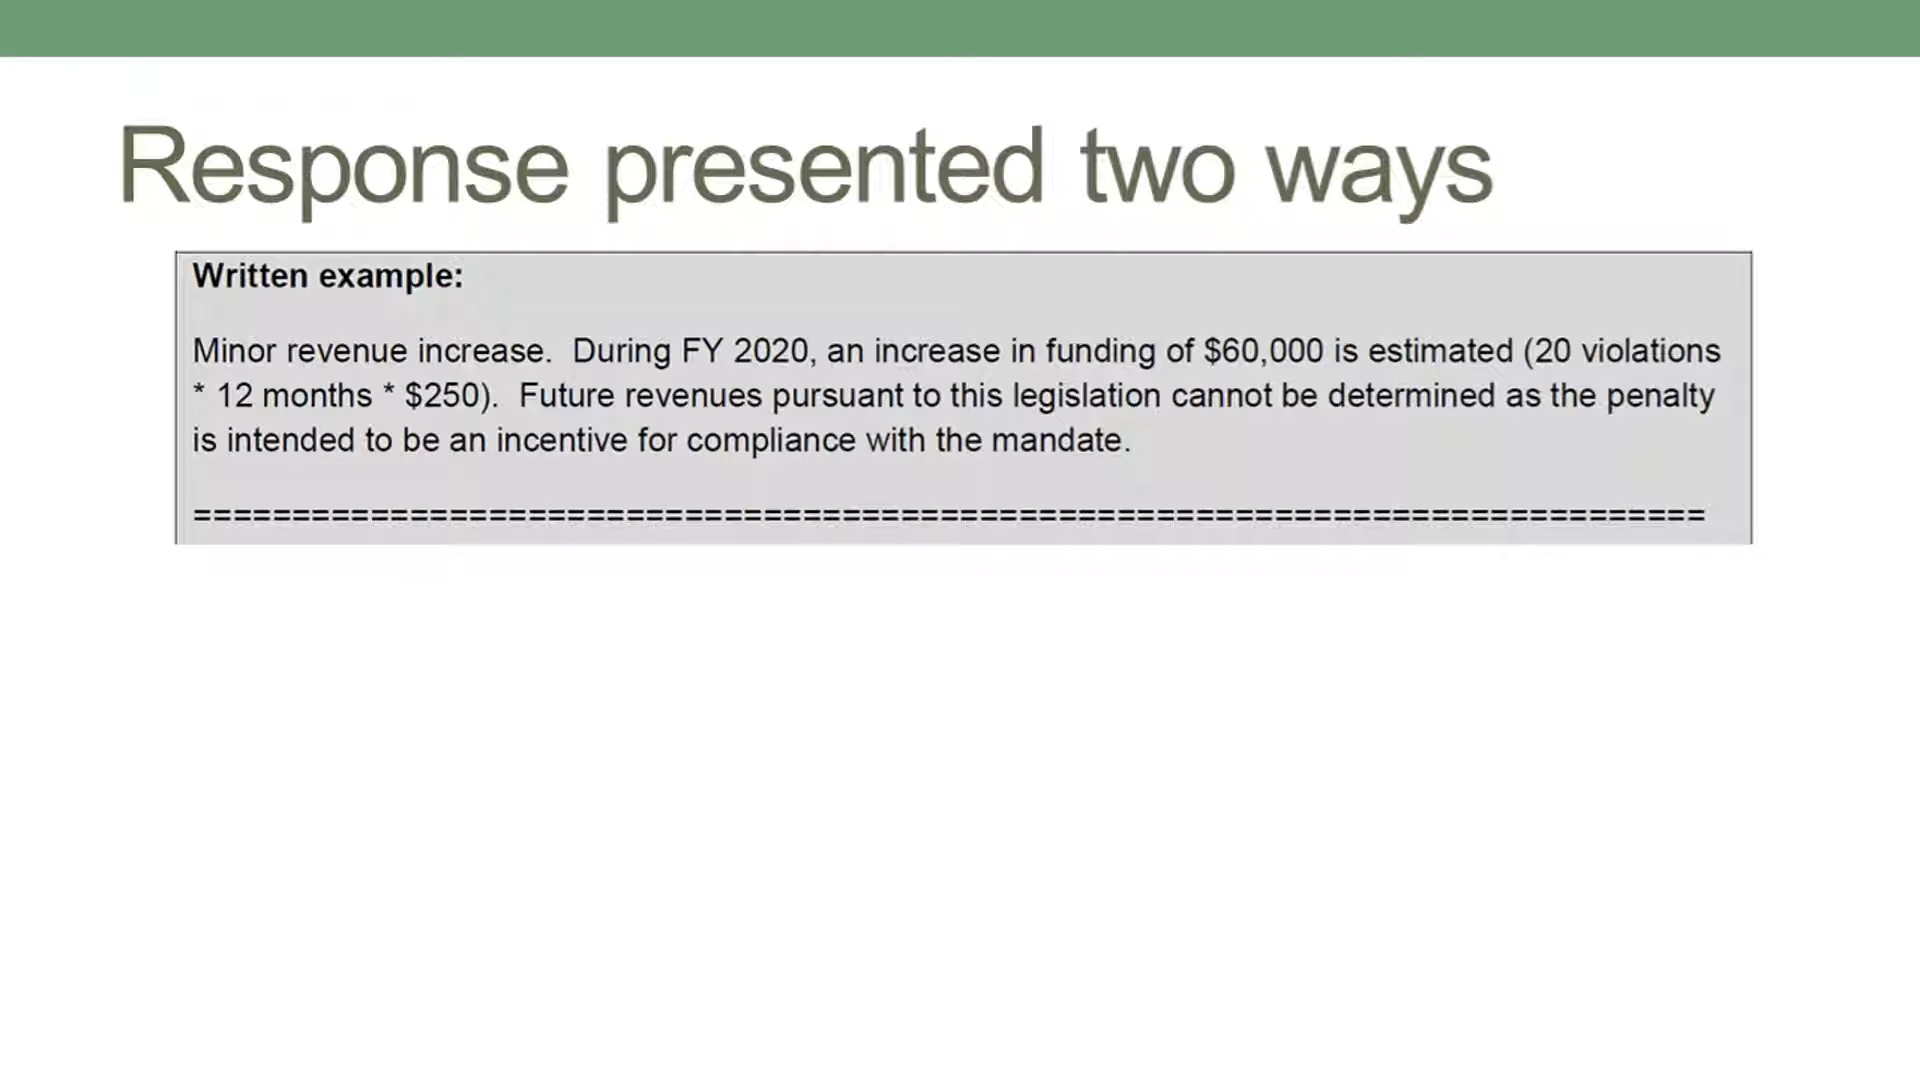 Response presented two ways
Written example:
Minor revenue increase.  During FY 2020, an increase in funding of $60,000 is estimated (20 violations
* 12 months * $250).  Future revenues pursuant to this legislation cannot be determined as the penalty
is intended to be an incentive for compliance with the mandate.
=============================================================================